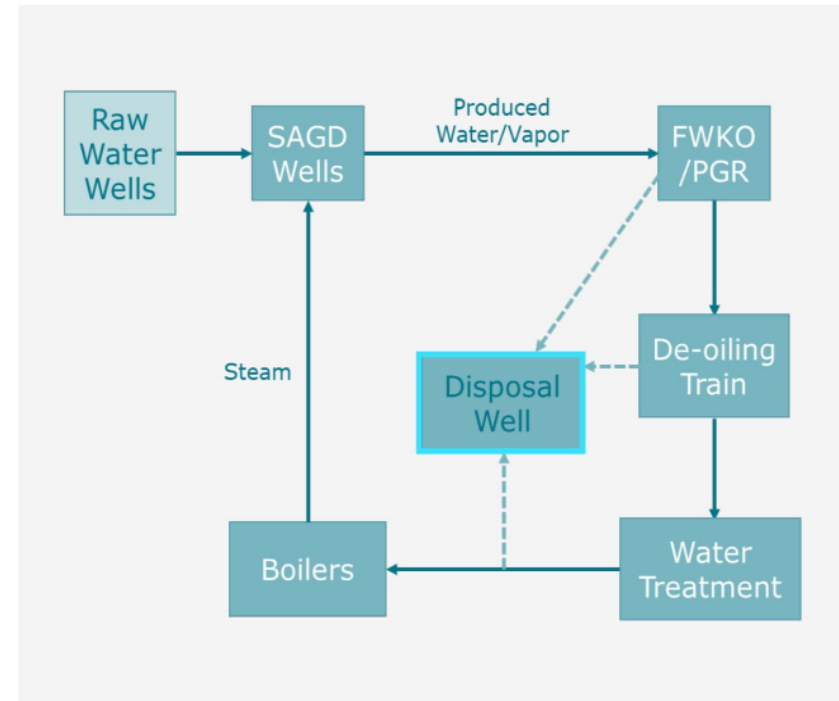 Raw
Water
Wells
SAGD
Wells
Produced
Water/Vapor
FWKO
/PGR
De-oiling
Train
Steam
Disposal
Well
Boilers
Water
Treatment